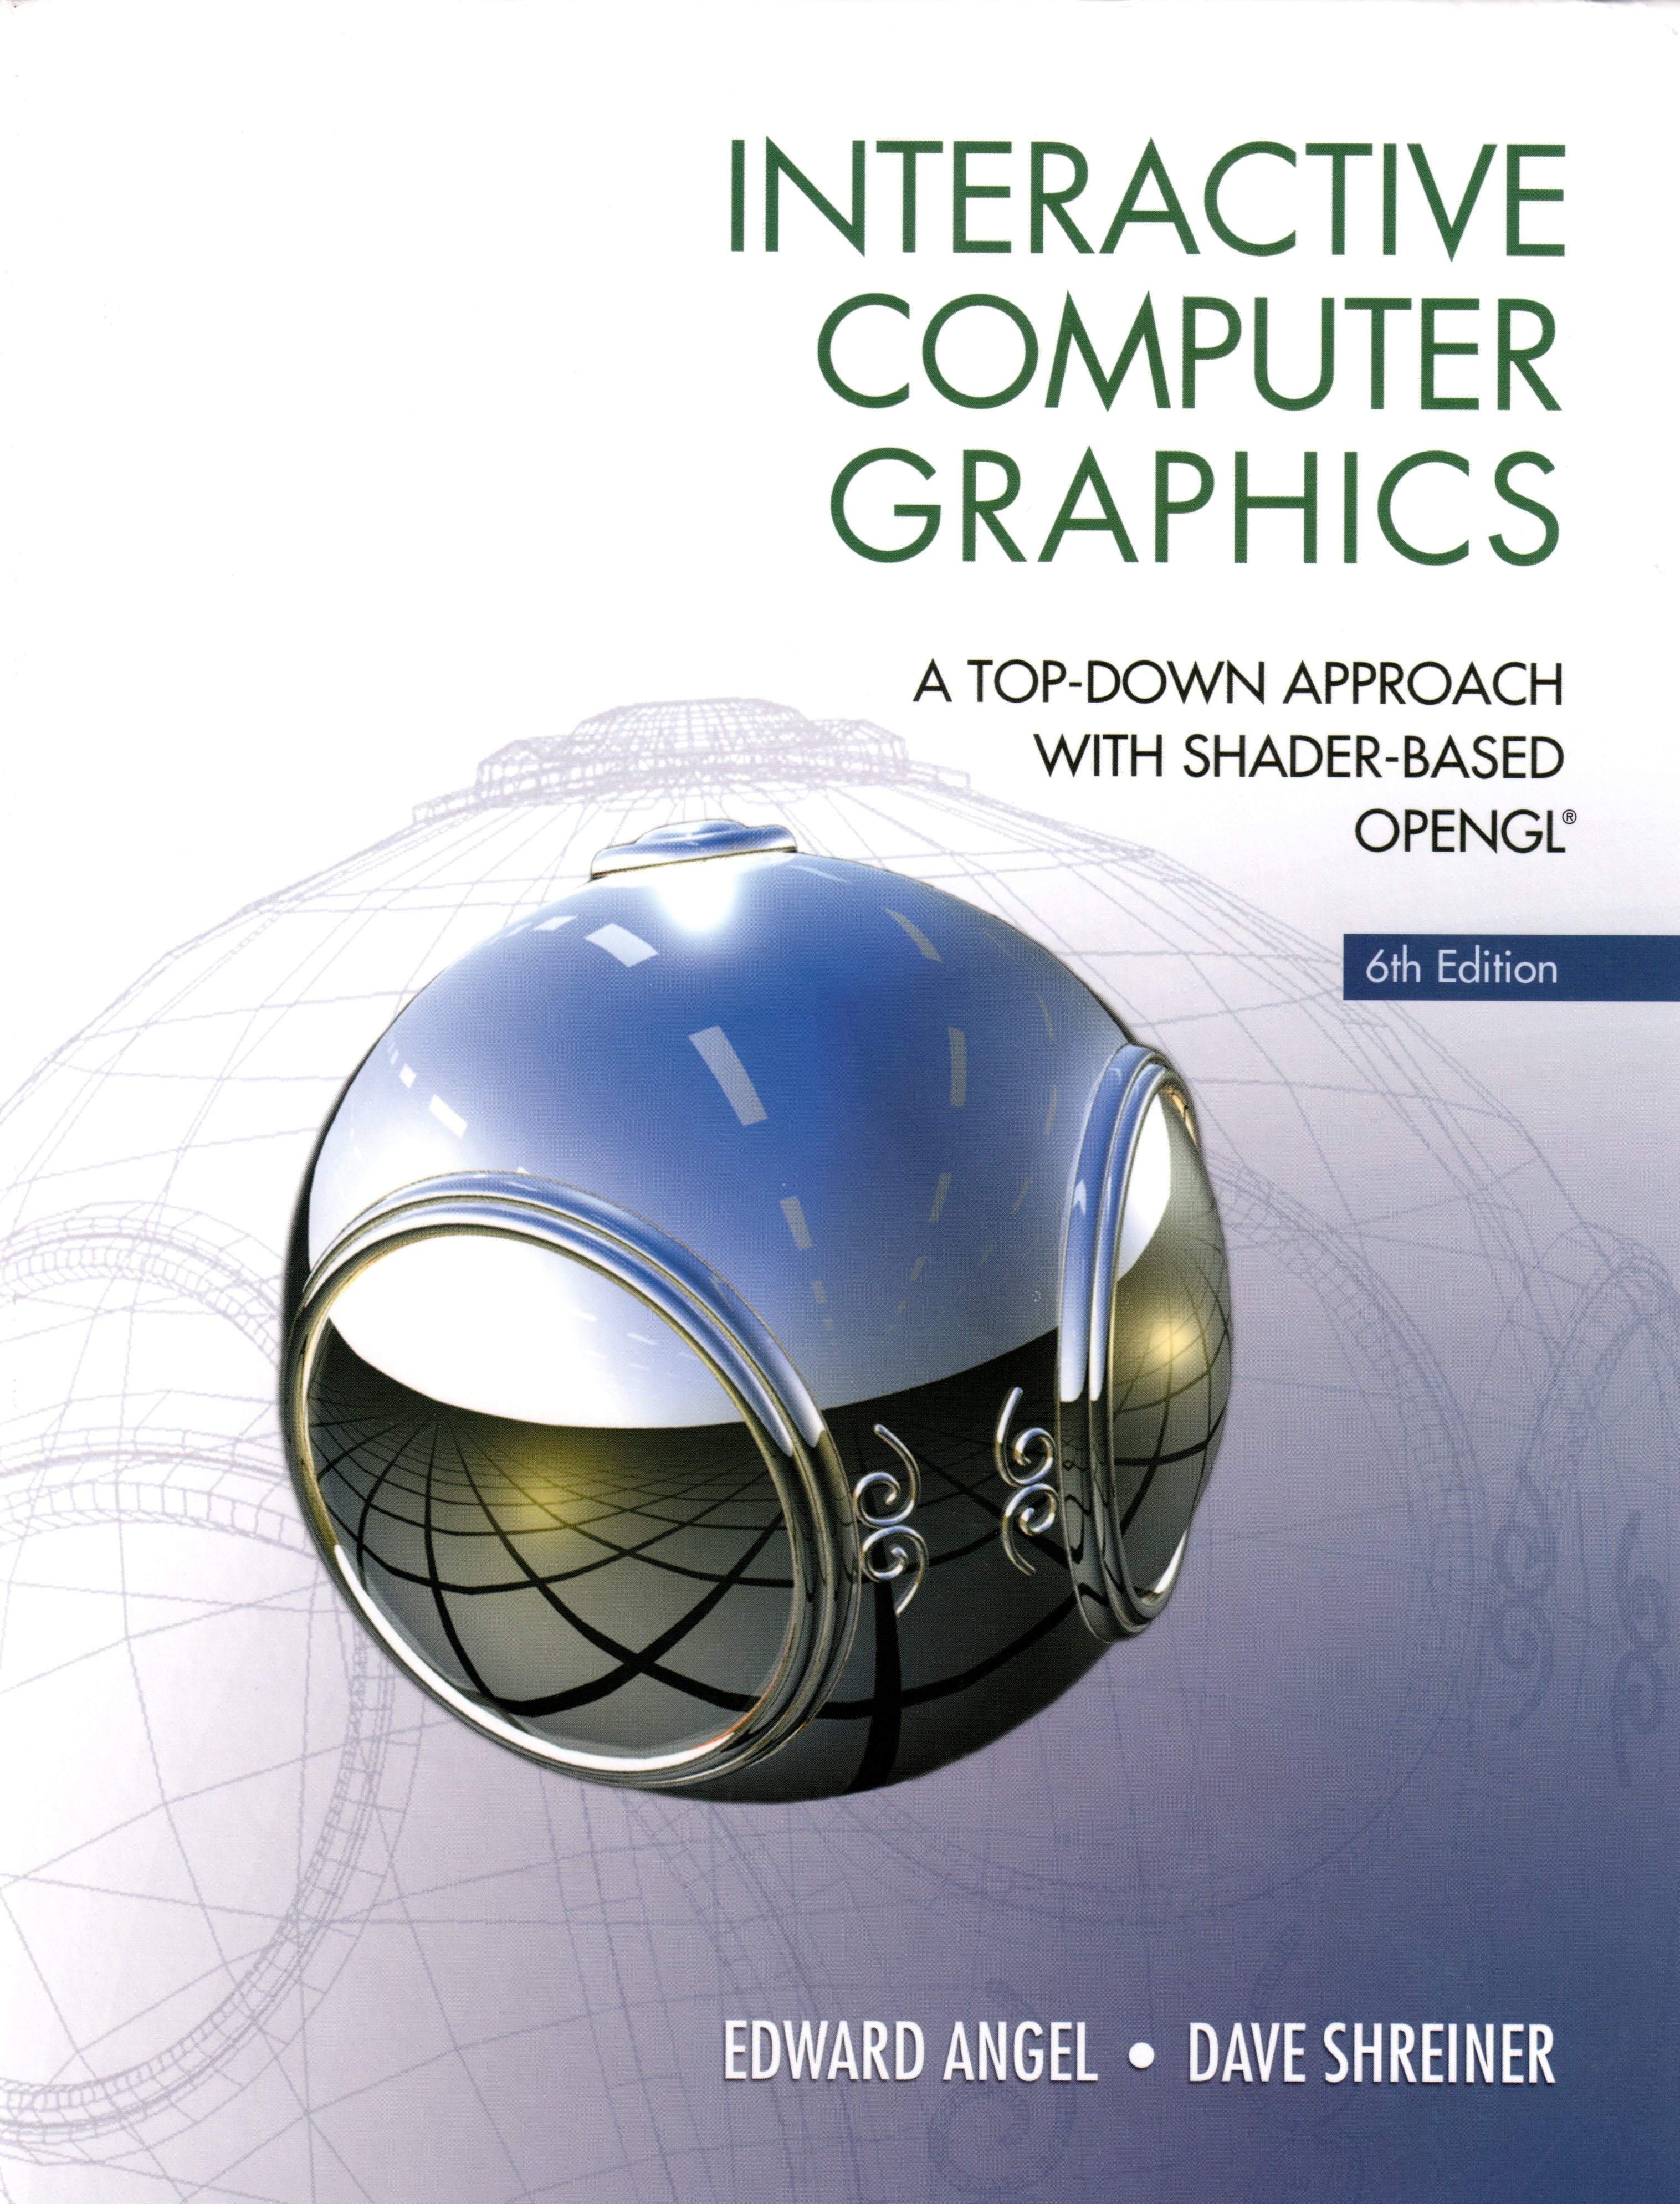 INTERACTIVE
COMPUTER
GRAPHICS
A TOP-DOWN APPROACH
WITH SHADER-BASED
OPENGL®
6th Edition
EDWARD ANGEL • DAVE SHREINER